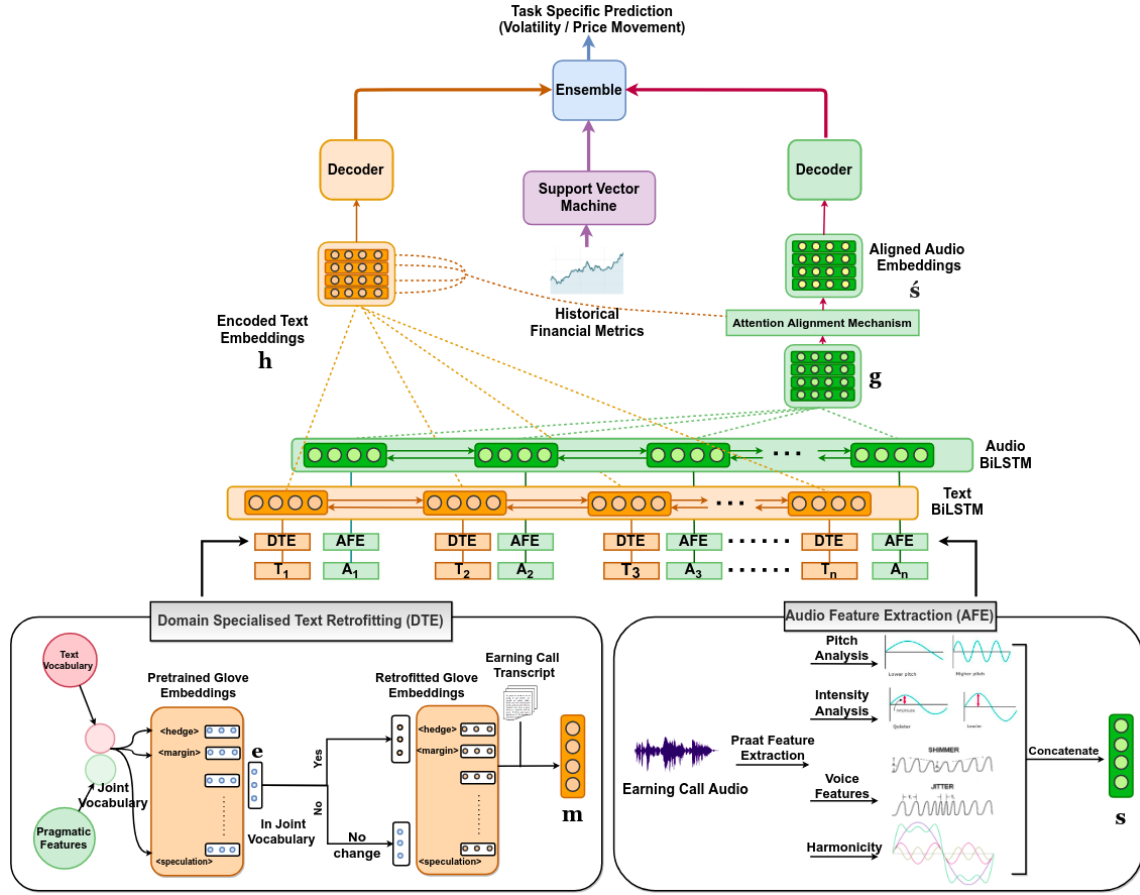 Task Specific Prediction
(Volatility / Price Movement)
Ensemble
Decoder
Support Vector
Machine
Decoder
Aligned Audio
Embeddings
ś
Historical
Financial Metrics
Encoded Text
Embeddings
h
Attention Alignment Mechanism
g
Audio
BiLSTM
Text
BiLSTM
DTE AFE DTE AFE DTE AFE DTE AFE
T1 A1 T2 A2 T3 A3 Tn An
Domain Specialised Text Retrofitting (DTE)
Text
Vocabulary
Joint
Vocabulary
Pragmatic
Features
Pretrained Glove
Embeddings
<hedge>
<margin>
<speculation>
e
Yes
No
In Joint
Vocabulary
No
change
Retrofitted Glove
Embeddings
<hedge>
<margin>
<speculation>
Earning Call
Transcript
m
Audio Feature Extraction (AFE)
Earning Call Audio
Praat Feature
Extraction
Pitch
Analysis
Lower pitch
Higher pitch
Intensity
Analysis
Quieter
louder
Voice
Features
SHIMMER
JITTER
Harmonicity
Concatenate
s